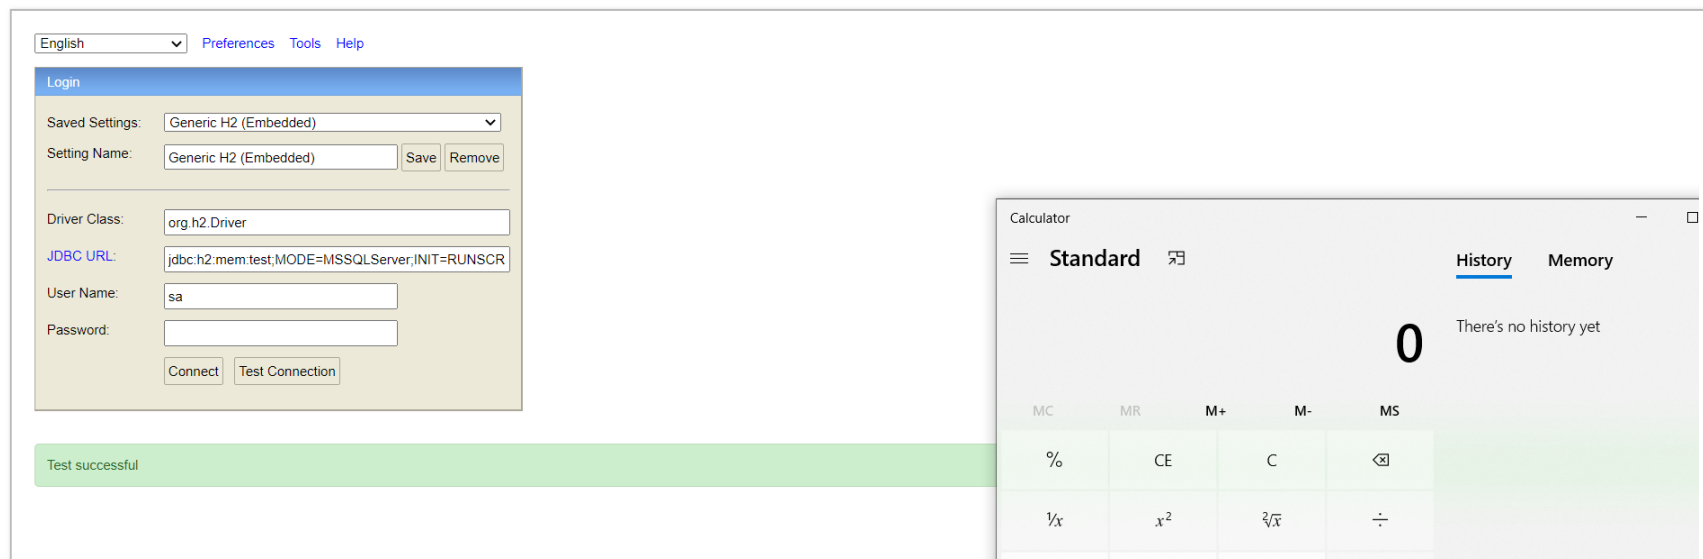 English Preferences Tools Help
Login
Saved Settings: Generic H2 (Embedded)
Setting Name: Generic H2 (Embedded) Save Remove
Driver Class: org.h2.Driver
JDBC URL: jdbc:h2:mem:test;MODE=MSSQLServer;INIT=RUNSCR
User Name: sa
Password:
Connect Test Connection
Test successful
Calculator
Standard
History Memory
There's no history yet
0
MC MR M+ M- MS
% CE C
¹/x x² ²√x ÷